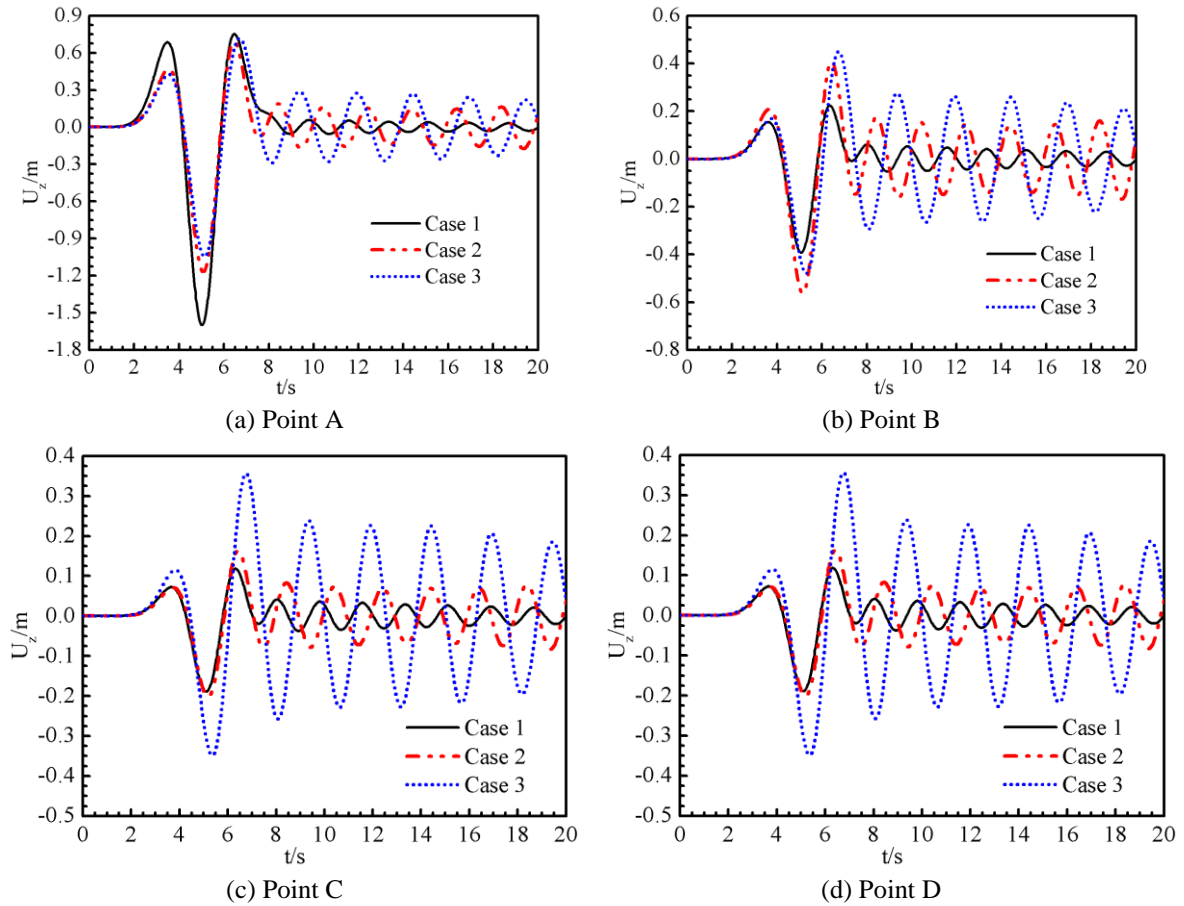 0.9
0.6
0.3
0.0
-0.3
-0.6
-0.9
-1.2
-1.5
-1.8
U_z/m
Case 1
Case 2
Case 3
0 2 4 6 8 10 12 14 16 18 20
t/s
(a) Point A
0.6
0.4
0.2
0.0
-0.2
-0.4
-0.6
-0.8
U_z/m
Case 1
Case 2
Case 3
0 2 4 6 8 10 12 14 16 18 20
t/s
(b) Point B
0.4
0.3
0.2
0.1
0.0
-0.1
-0.2
-0.3
-0.4
-0.5
U_z/m
Case 1
Case 2
Case 3
0 2 4 6 8 10 12 14 16 18 20
t/s
(c) Point C
0.4
0.3
0.2
0.1
0.0
-0.1
-0.2
-0.3
-0.4
-0.5
U_z/m
Case 1
Case 2
Case 3
0 2 4 6 8 10 12 14 16 18 20
t/s
(d) Point D